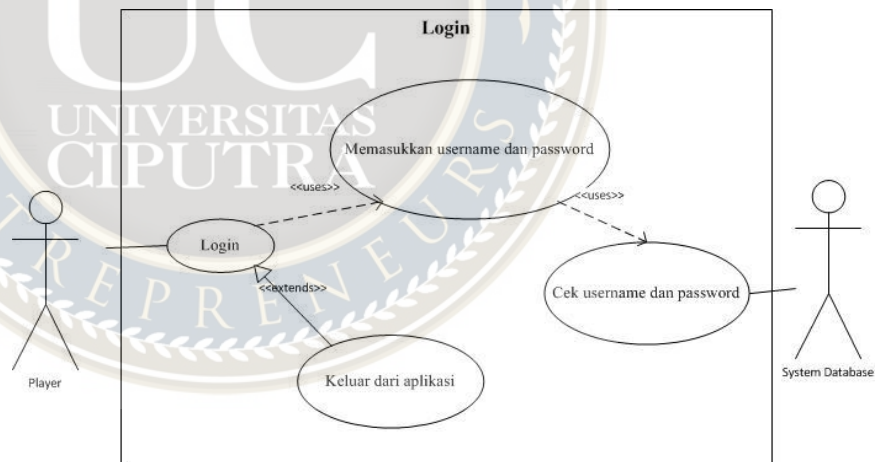 Login
UNIVERSITAS
CIPUTRA
Memasukkan username dan password
<<uses>>
<<uses>>
Login
<<extends>>
Cek username dan password
Keluar dari aplikasi
Player
System Database